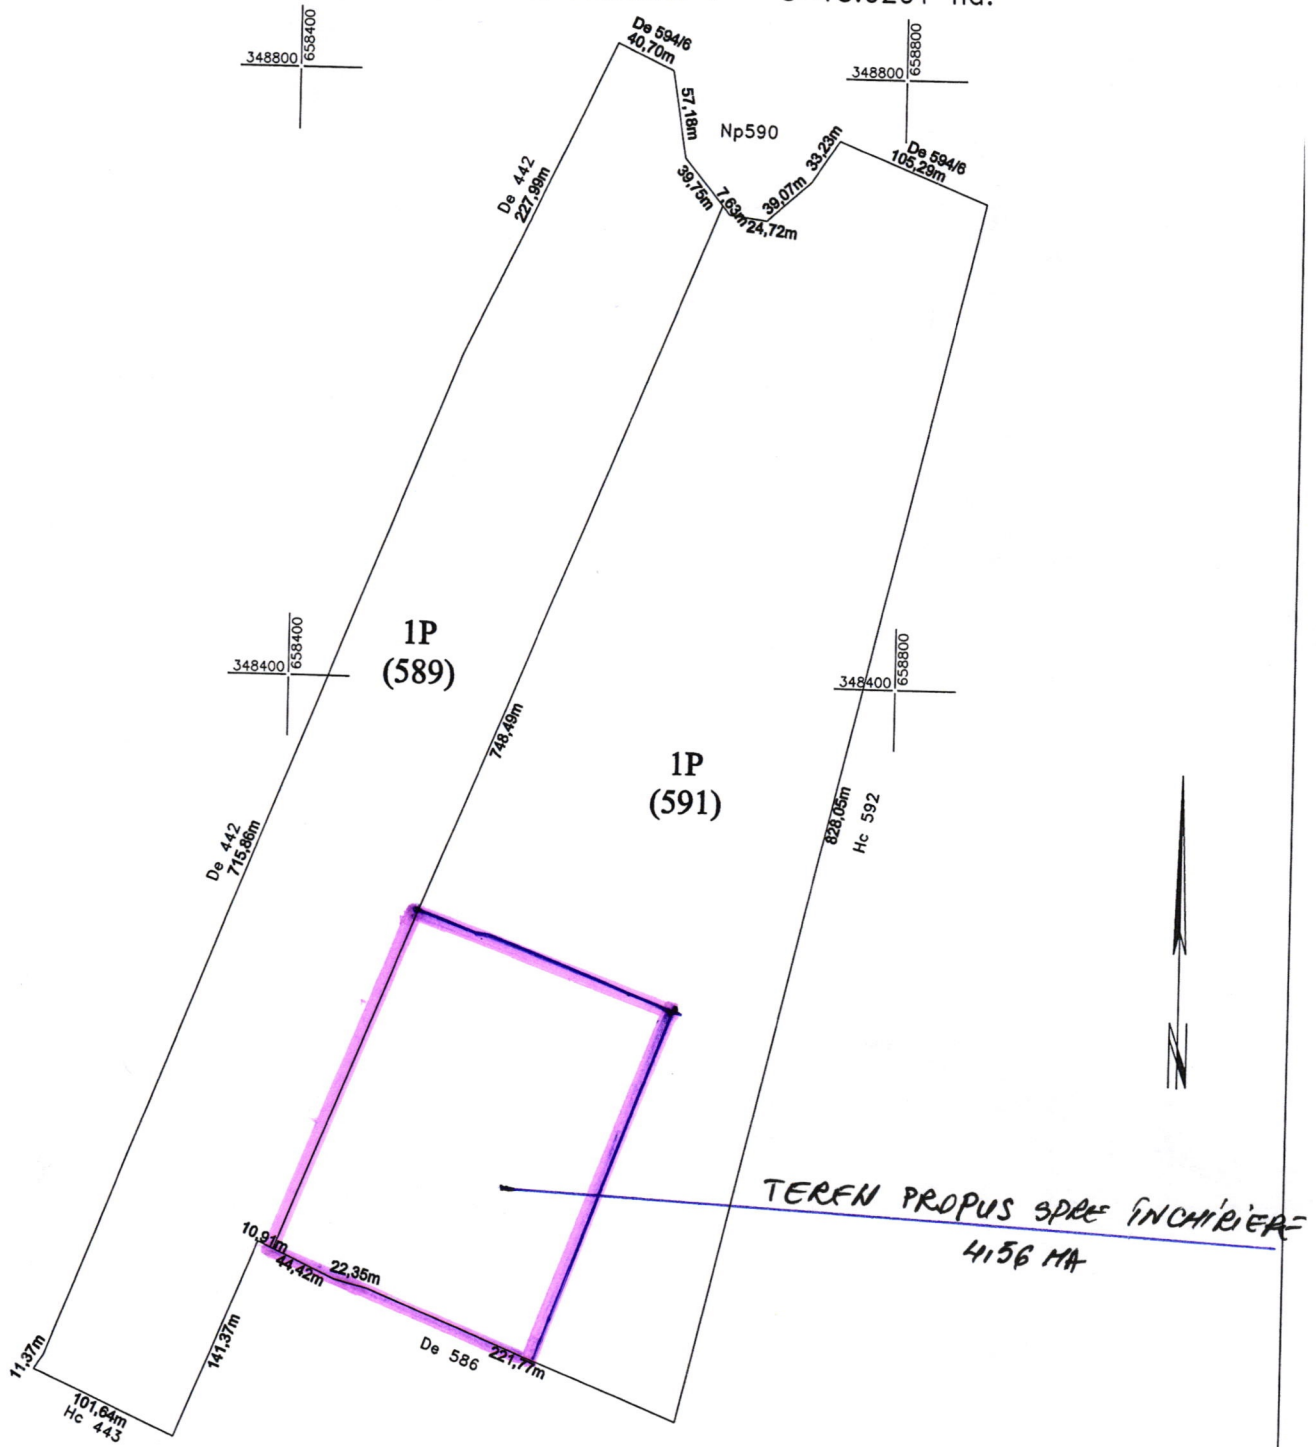 658400
348800
De 594/6
40,70m
658800
348800
57,18m
Np590
33,23m
De 594/6
105,29m
De 442
227,99m
39,75m
7,63m
39,07m
24,72m
1P
(589)
658400
348400
658800
348400
748,49m
1P
(591)
De 442
715,86m
828,05m
Hc 592
N
TEREN PROPUS SPRE ÎNCHIRIERE
4,56 HA
10,91m
44,42m
22,35m
De 586
221,77m
141,37m
11,37m
101,64m
Hc 443